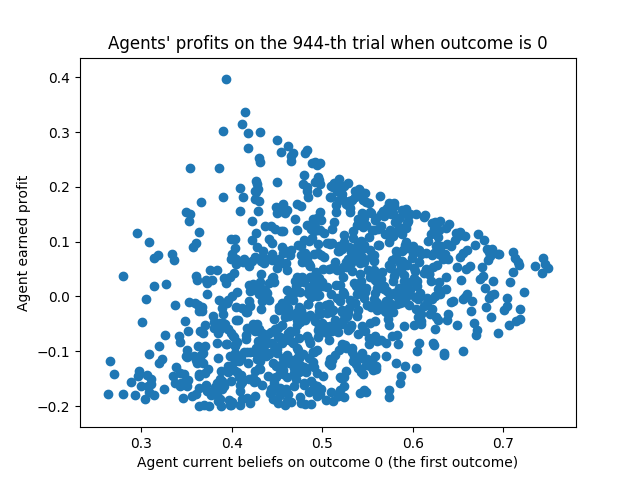 Agents' profits on the 944-th trial when outcome is 0
0.4
0.3
0.2
0.1
0.0
−0.1
−0.2
Agent earned profit
0.3 0.4 0.5 0.6 0.7
Agent current beliefs on outcome 0 (the first outcome)